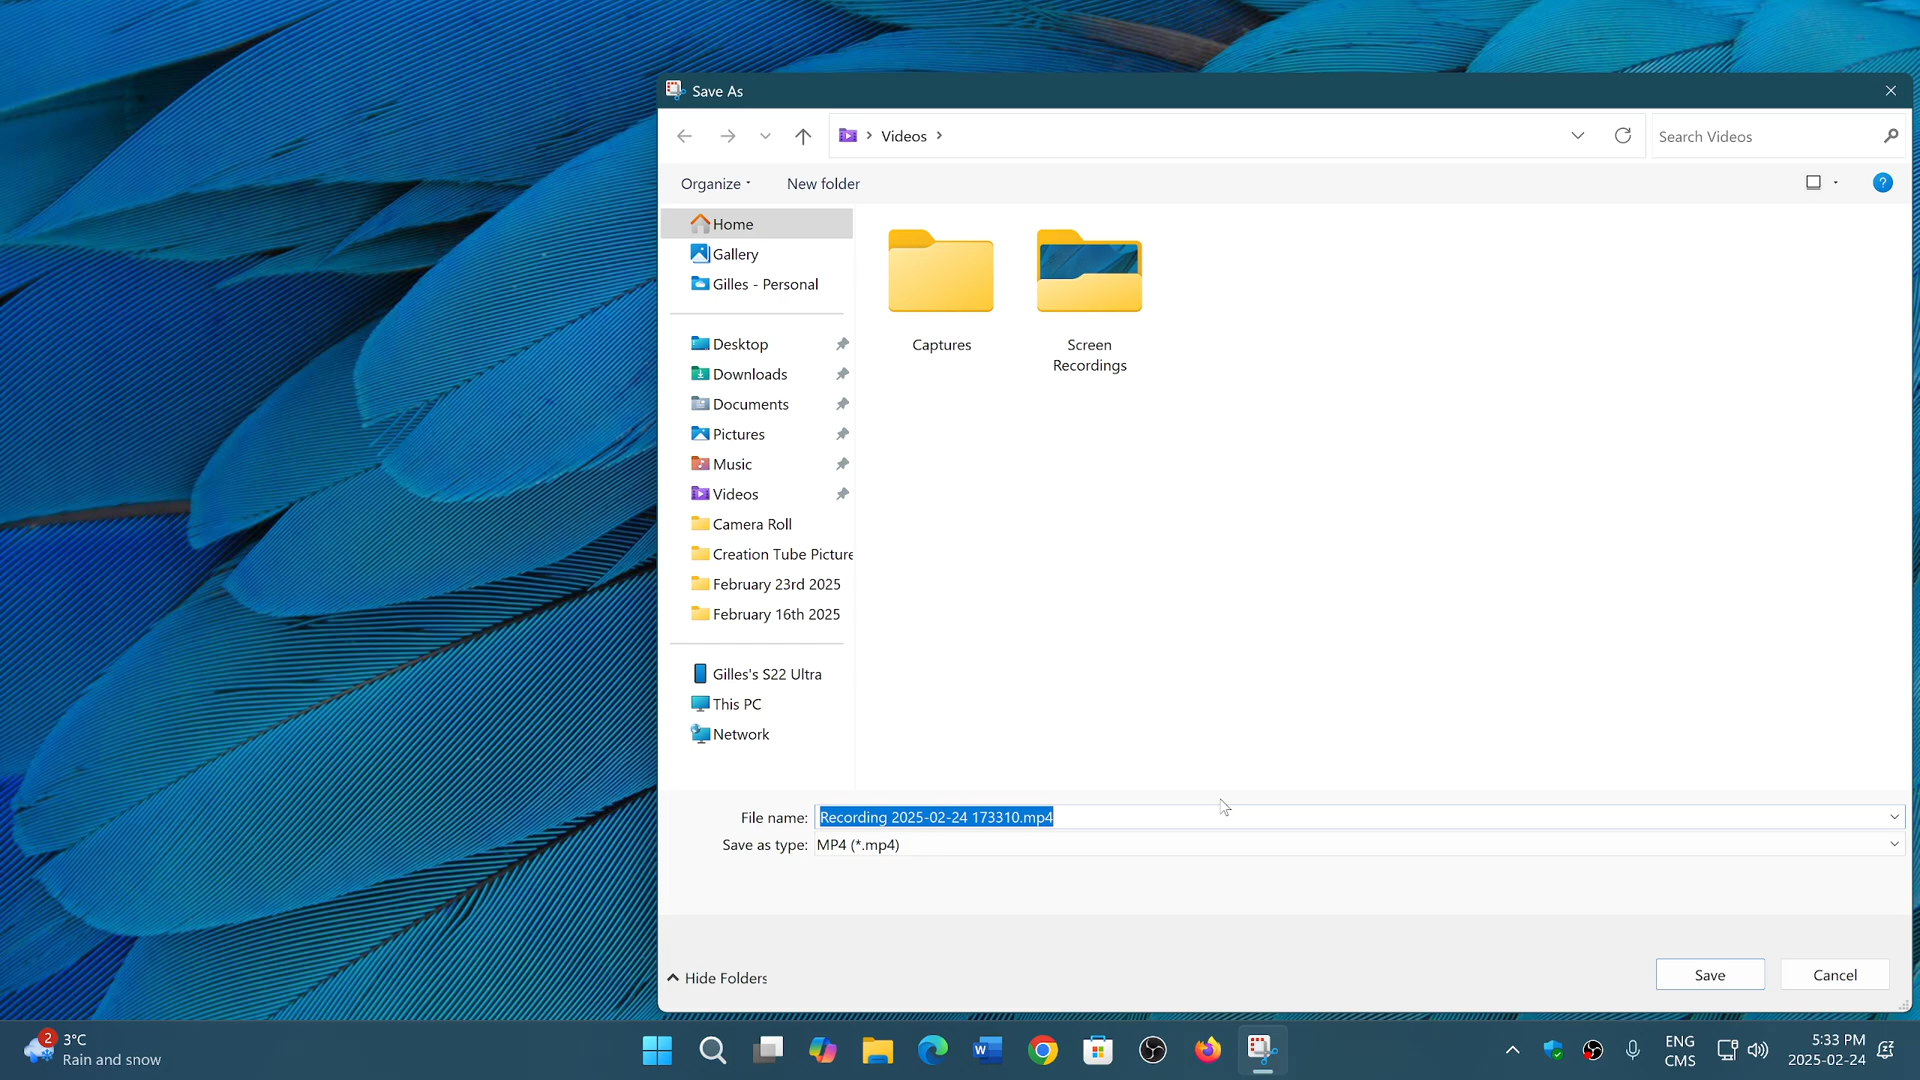 Save As
Videos
Search Videos
Organize
New folder
?
Home
Gallery
Gilles - Personal
Desktop
Downloads
Documents
Pictures
Music
Videos
Camera Roll
Creation Tube Picture
February 23rd 2025
February 16th 2025
Gilles's S22 Ultra
This PC
Network
Captures
Screen
Recordings
File name: Recording 2025-02-24 173310.mp4
Save as type: MP4 (*.mp4)
Hide Folders
Save
Cancel
2
3°C
Rain and snow
W
ENG
CMS
5:33 PM
2025-02-24